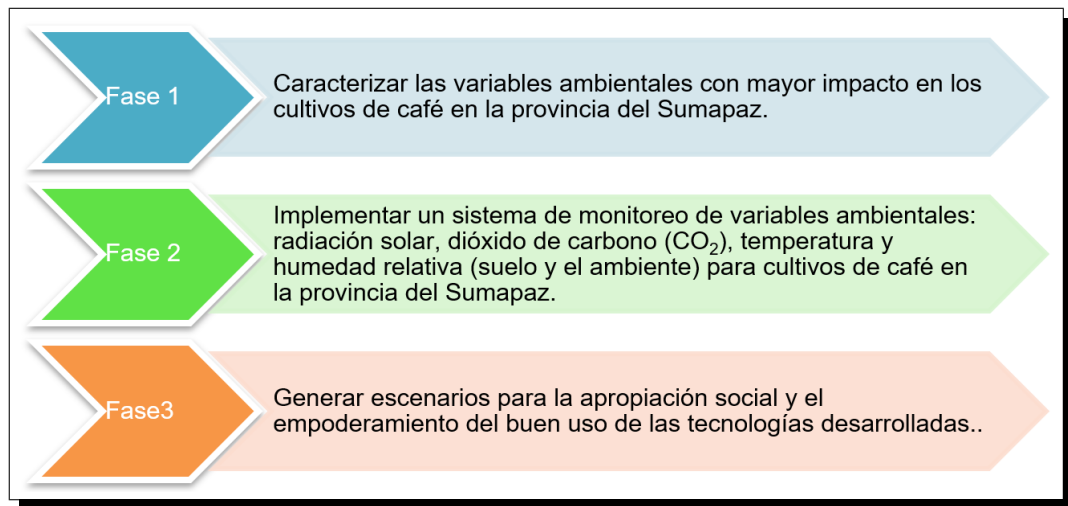 Fase 1
Caracterizar las variables ambientales con mayor impacto en los
cultivos de café en la provincia del Sumapaz.
Fase 2
Implementar un sistema de monitoreo de variables ambientales:
radiación solar, dióxido de carbono (CO₂), temperatura y
humedad relativa (suelo y el ambiente) para cultivos de café en
la provincia del Sumapaz.
Fase3
Generar escenarios para la apropiación social y el
empoderamiento del buen uso de las tecnologías desarrolladas..